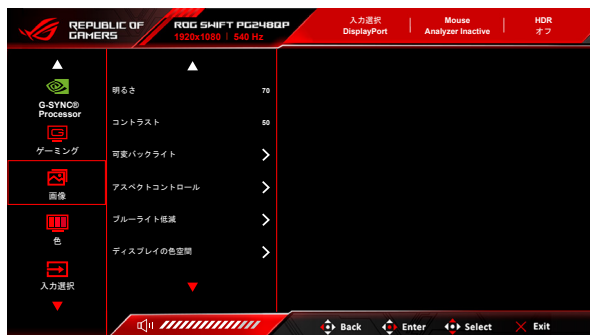 REPUBLIC OF
GAMERS
ROG SWIFT PG248QP
1920x1080 | 540 Hz
入力選択
DisplayPort
Mouse
Analyzer Inactive
HDR
オフ
G-SYNC®
Processor
ゲーミング
画像
色
入力選択
明るさ 70
コントラスト 50
可変バックライト
アスペクトコントロール
ブルーライト低減
ディスプレイの色空間
Back
Enter
Select
Exit